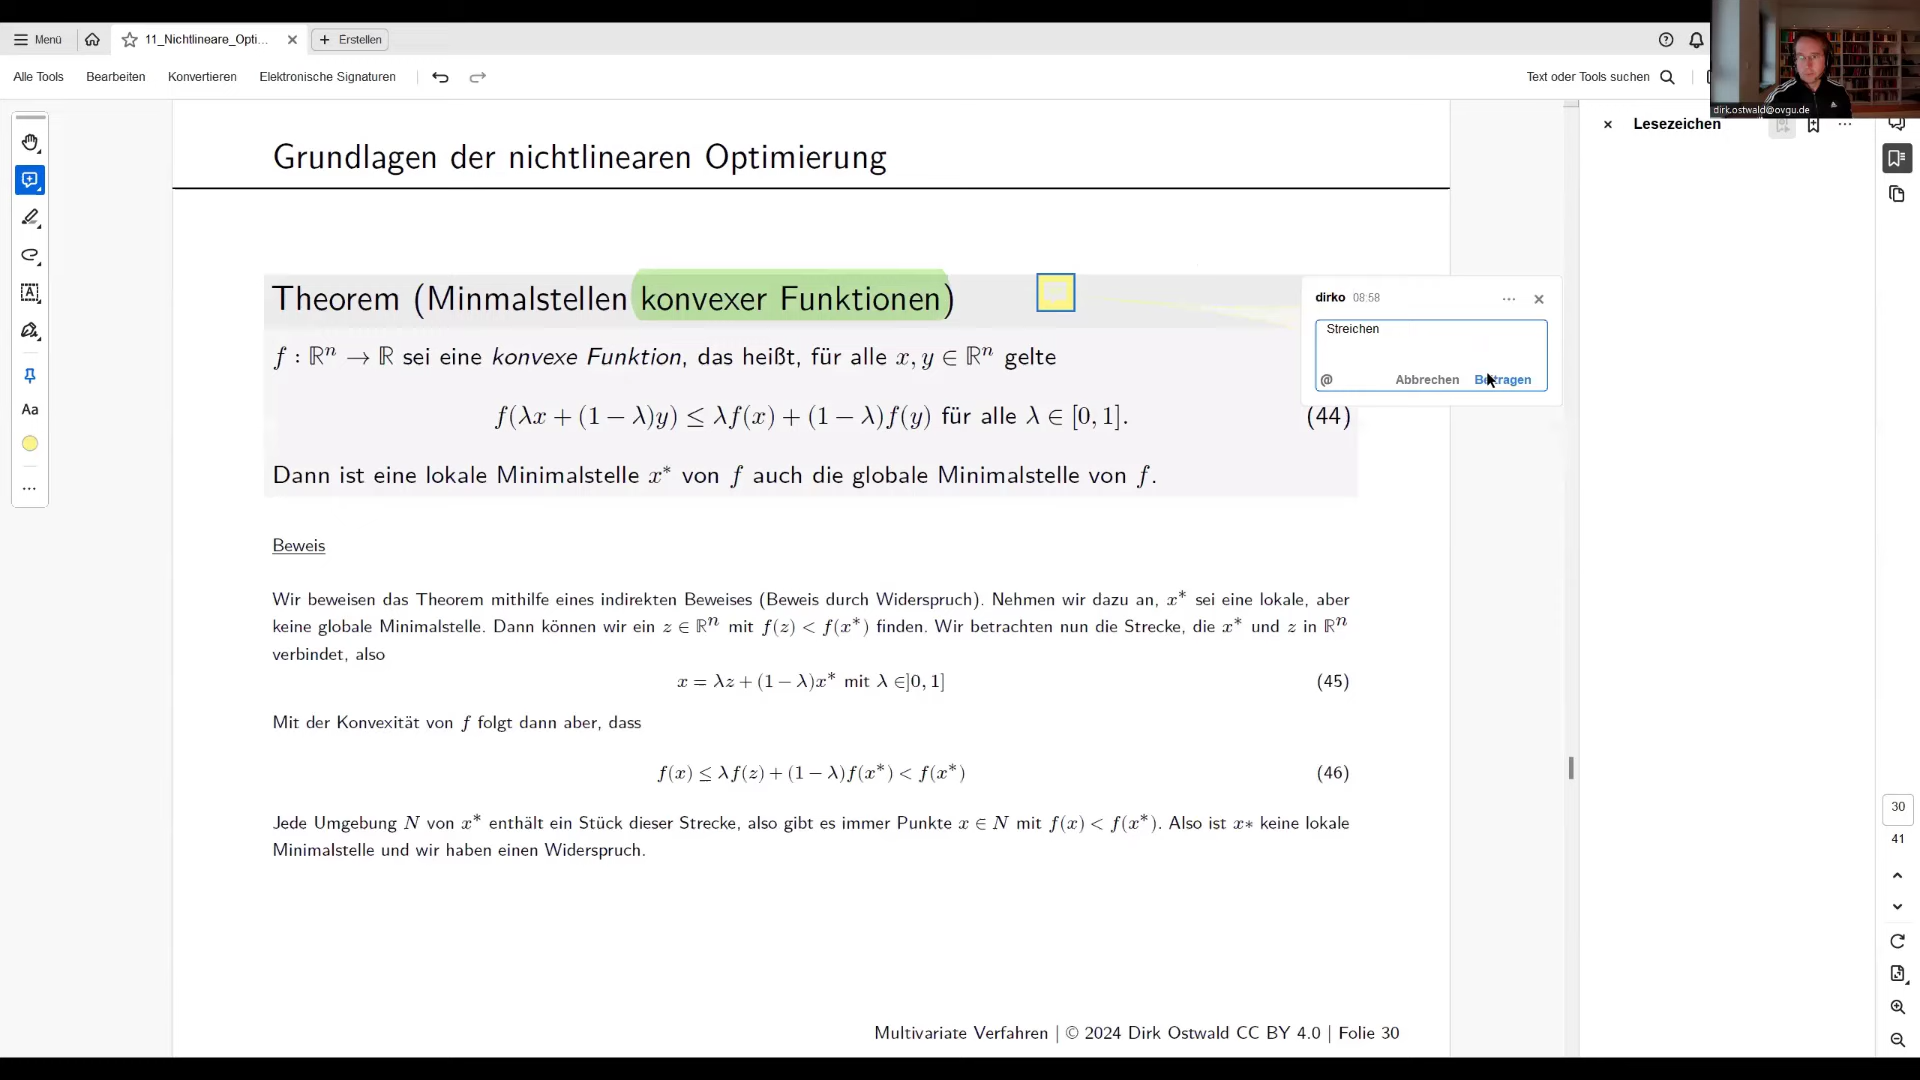 Menü
11_Nichtlineare_Opti...
Erstellen
Alle Tools
Bearbeiten
Konvertieren
Elektronische Signaturen
Text oder Tools suchen
dirk.ostwald@ovgu.de
Lesezeichen
Grundlagen der nichtlinearen Optimierung
Theorem (Minmalstellen konvexer Funktionen)
f : ℝⁿ → ℝ sei eine konvexe Funktion, das heißt, für alle x, y ∈ ℝⁿ gelte
f(λx + (1 − λ)y) ≤ λf(x) + (1 − λ)f(y) für alle λ ∈ [0, 1]. (44)
Dann ist eine lokale Minimalstelle x* von f auch die globale Minimalstelle von f.
dirko 08:58
Streichen
@ Abbrechen
Aa
Beweis
Wir beweisen das Theorem mithilfe eines indirekten Beweises (Beweis durch Widerspruch). Nehmen wir dazu an, x* sei eine lokale, aber
keine globale Minimalstelle. Dann können wir ein z ∈ ℝⁿ mit f(z) < f(x*) finden. Wir betrachten nun die Strecke, die x* und z in ℝⁿ
verbindet, also
x = λz + (1 − λ)x* mit λ ∈]0, 1] (45)
Mit der Konvexität von f folgt dann aber, dass
f(x) ≤ λf(z) + (1 − λ)f(x*) < f(x*) (46)
Jede Umgebung N von x* enthält ein Stück dieser Strecke, also gibt es immer Punkte x ∈ N mit f(x) < f(x*). Also ist x∗ keine lokale
Minimalstelle und wir haben einen Widerspruch.
30
41
Multivariate Verfahren | © 2024 Dirk Ostwald CC BY 4.0 | Folie 30